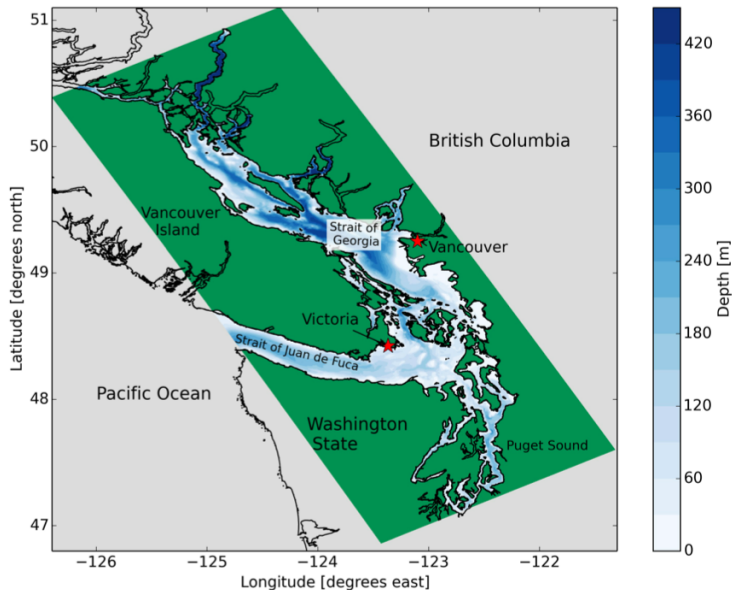 51
50
49
48
47
Latitude [degrees north]
British Columbia
Vancouver
Island
Strait of
Georgia
Vancouver
Victoria
Strait of Juan de Fuca
Pacific Ocean
Washington
State
Puget Sound
−126
−125
−124
−123
−122
Longitude [degrees east]
420
360
300
240
180
120
60
0
Depth [m]